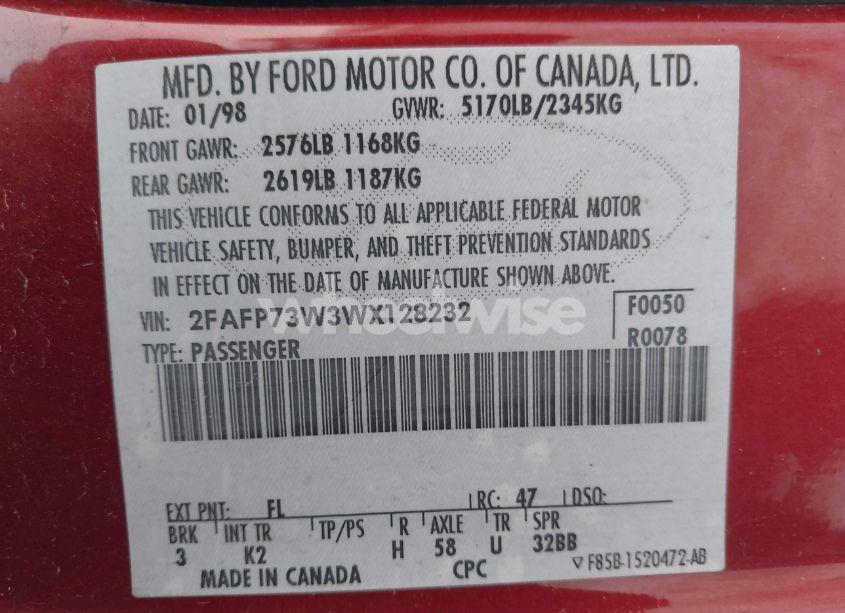 MFD. BY FORD MOTOR CO. OF CANADA, LTD.
DATE: 01/98 GVWR: 5170LB/2345KG
FRONT GAWR: 2576LB 1168KG
REAR GAWR: 2619LB 1187KG
THIS VEHICLE CONFORMS TO ALL APPLICABLE FEDERAL MOTOR
VEHICLE SAFETY, BUMPER, AND THEFT PREVENTION STANDARDS
IN EFFECT ON THE DATE OF MANUFACTURE SHOWN ABOVE.
VIN: 2FAFP73W3WX128232 F0050
TYPE: PASSENGER R0078
wheelwise
EXT PNT: FL RC: 47 DSO:
BRK INT TR TP/PS R AXLE TR SPR
3 K2 H 58 U 32BB
MADE IN CANADA CPC F85B-1520472-AB